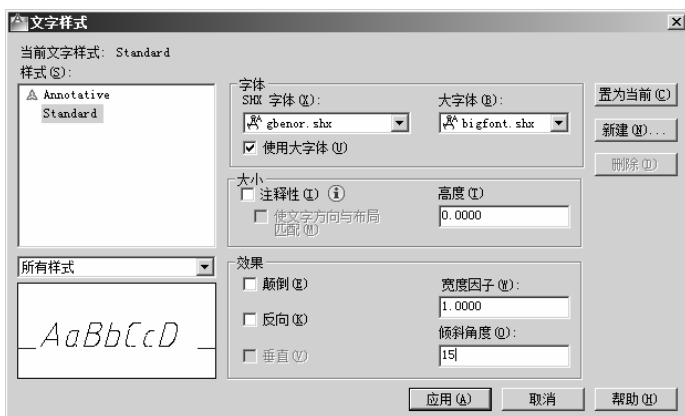 文字样式
当前文字样式: Standard
样式(S):
Annotative
Standard
所有样式
AaBbCcD
字体
SHX 字体(X):
gbenor.shx
大字体(B):
bigfont.shx
使用大字体(U)
大小
注释性(I)
使文字方向与布局
匹配(M)
高度(T)
0.0000
效果
颠倒(E)
反向(K)
垂直(V)
宽度因子(W):
1.0000
倾斜角度(O):
15
置为当前(C)
新建(N)...
删除(D)
应用(A)
取消
帮助(H)